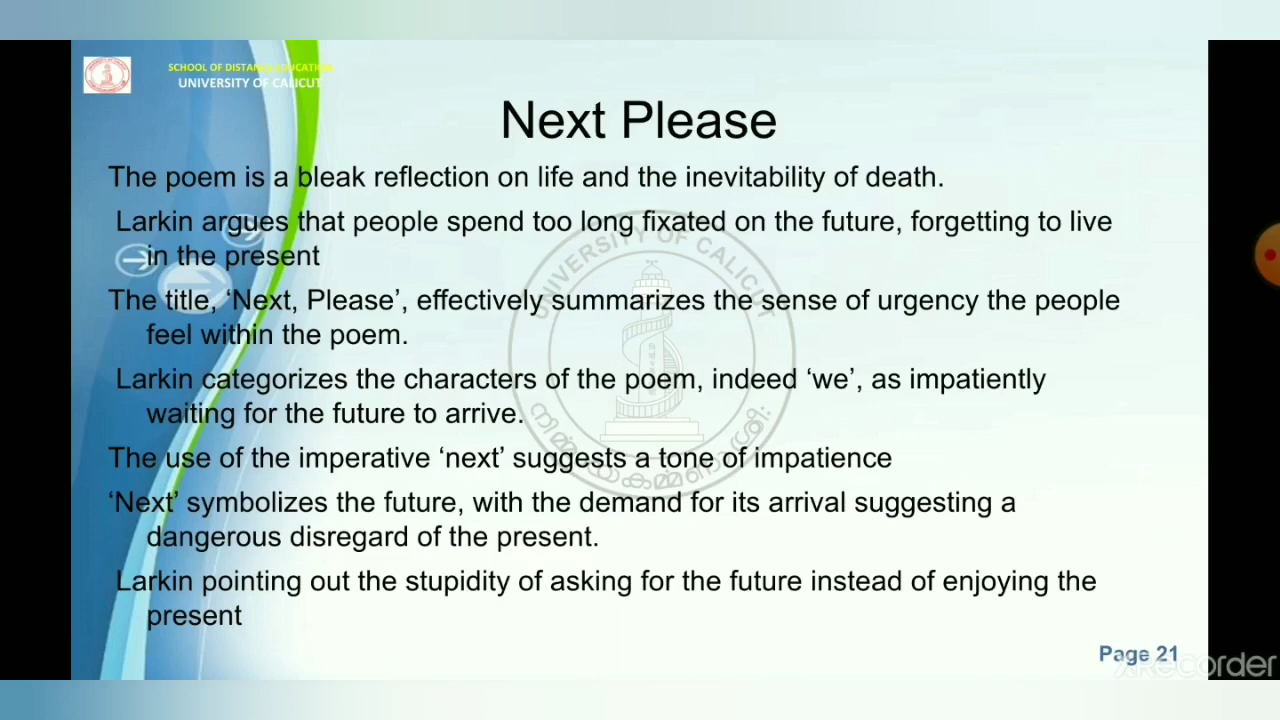 SCHOOL OF DISTANCE EDUCATION
UNIVERSITY OF CALICUT
Next Please
The poem is a bleak reflection on life and the inevitability of death.
Larkin argues that people spend too long fixated on the future, forgetting to live
in the present
The title, ‘Next, Please’, effectively summarizes the sense of urgency the people
feel within the poem.
Larkin categorizes the characters of the poem, indeed ‘we’, as impatiently
waiting for the future to arrive.
The use of the imperative ‘next’ suggests a tone of impatience
‘Next’ symbolizes the future, with the demand for its arrival suggesting a
dangerous disregard of the present.
Larkin pointing out the stupidity of asking for the future instead of enjoying the
present
UNIVERSITY OF CALICUT
Page 21
XRecorder